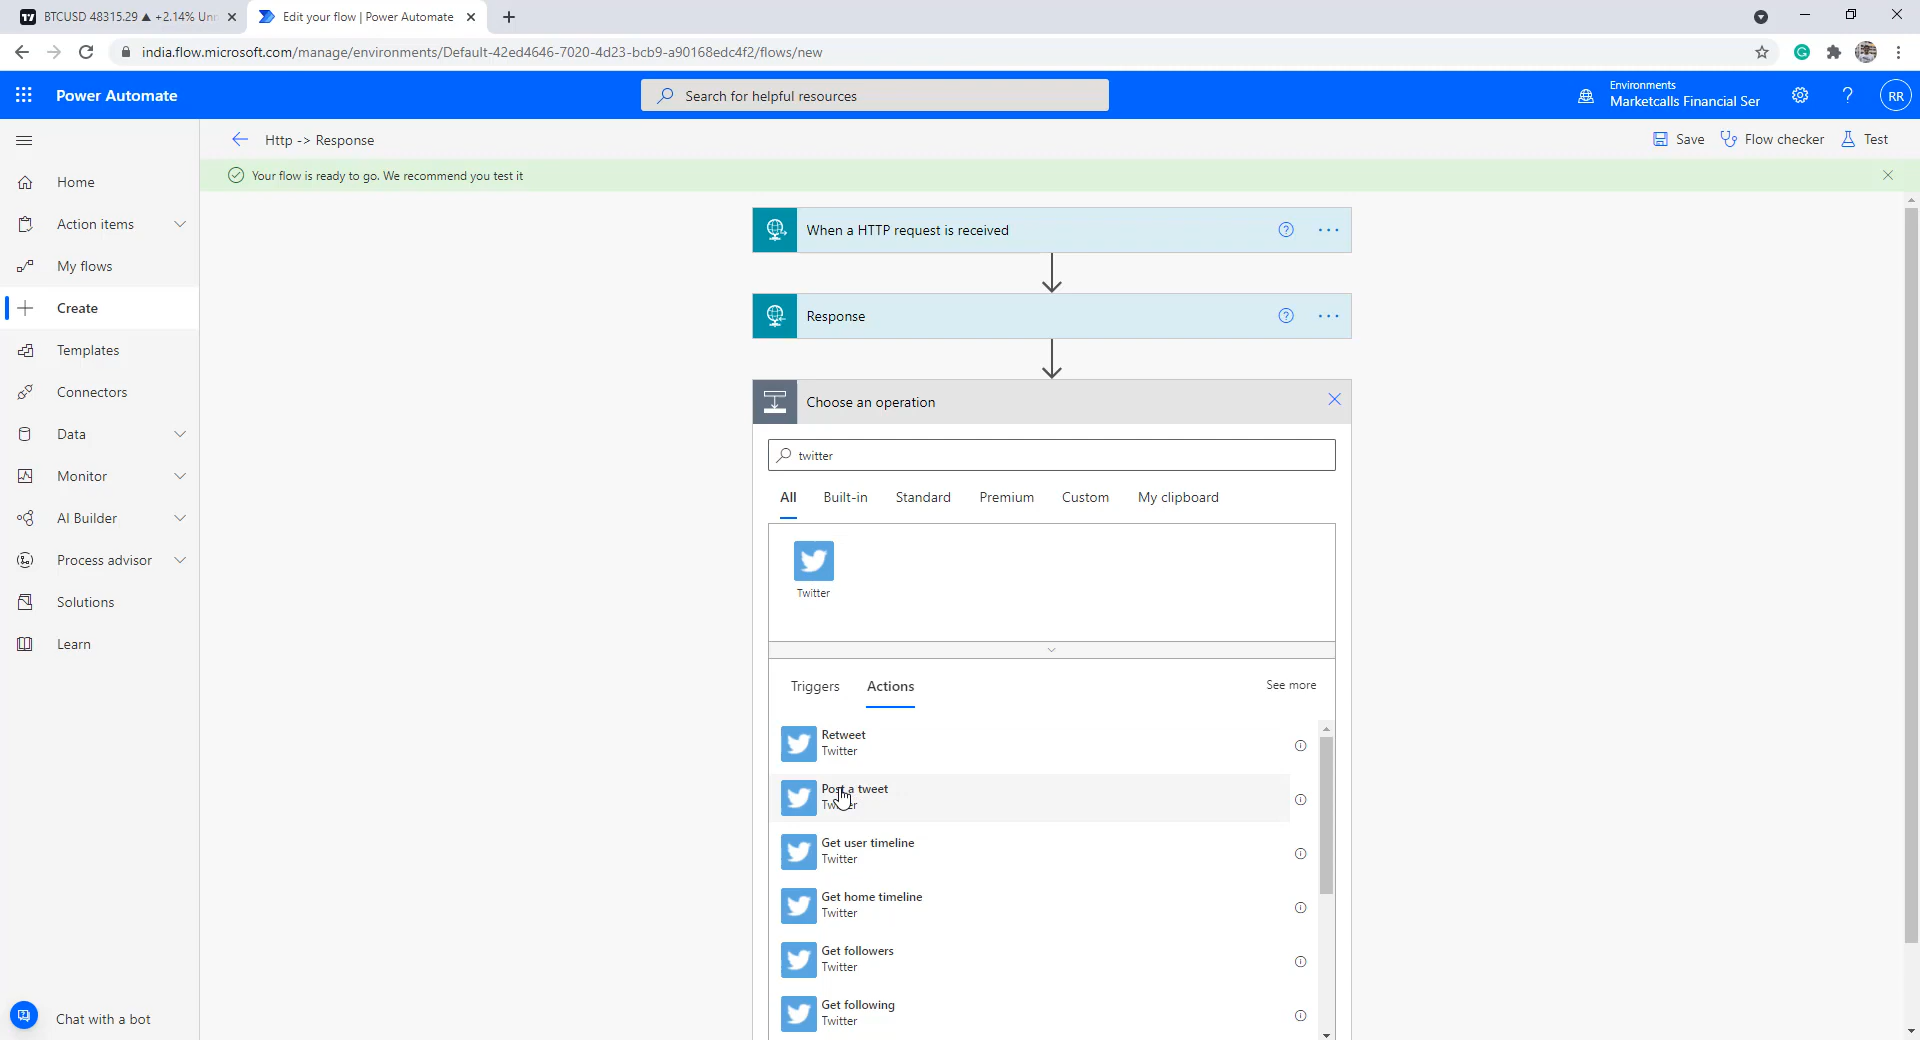 BTCUSD 48315.29 ▲ +2.14%
Edit your flow | Power Automate
india.flow.microsoft.com/manage/environments/Default-42ed4646-7020-4d23-bcb9-a90168edc4f2/flows/new
Power Automate
Search for helpful resources
Environments
Marketcalls Financial Ser
?
RR
Http -> Response
Save
Flow checker
Test
Your flow is ready to go. We recommend you test it
Home
Action items
My flows
Create
Templates
Connectors
Data
Monitor
AI Builder
Process advisor
Solutions
Learn
Chat with a bot
When a HTTP request is received
Response
Choose an operation
twitter
All Built-in Standard Premium Custom My clipboard
Twitter
Triggers Actions See more
Retweet
Twitter
Post a tweet
Twitter
Get user timeline
Twitter
Get home timeline
Twitter
Get followers
Twitter
Get following
Twitter